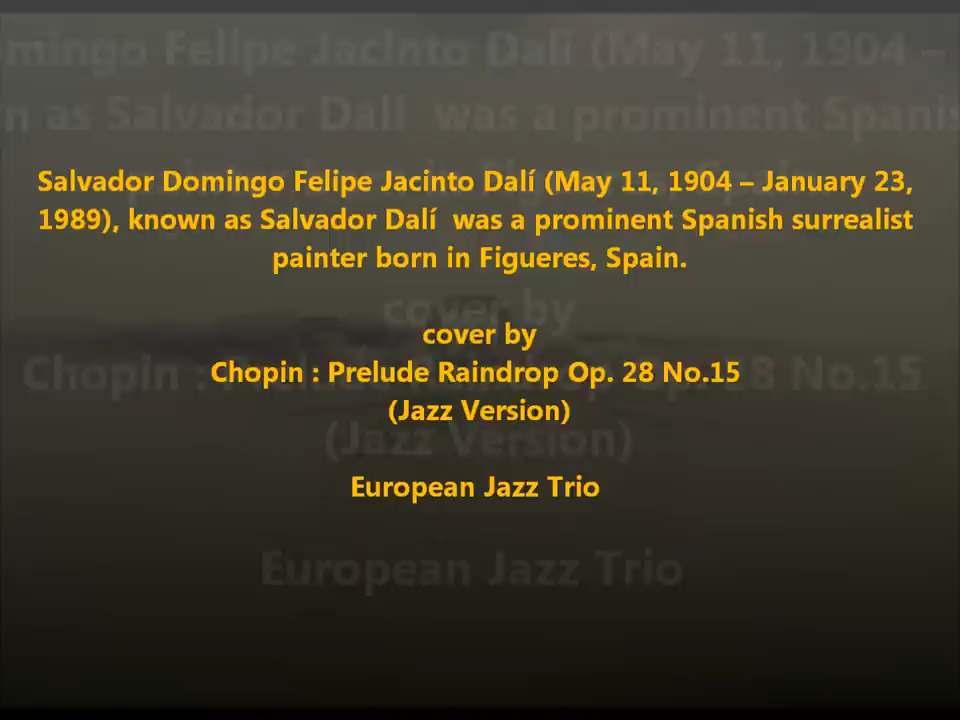 Salvador Domingo Felipe Jacinto Dalí (May 11, 1904 – January 23,
1989), known as Salvador Dalí  was a prominent Spanish surrealist
painter born in Figueres, Spain.
cover by
Chopin : Prelude Raindrop Op. 28 No.15
(Jazz Version)
European Jazz Trio